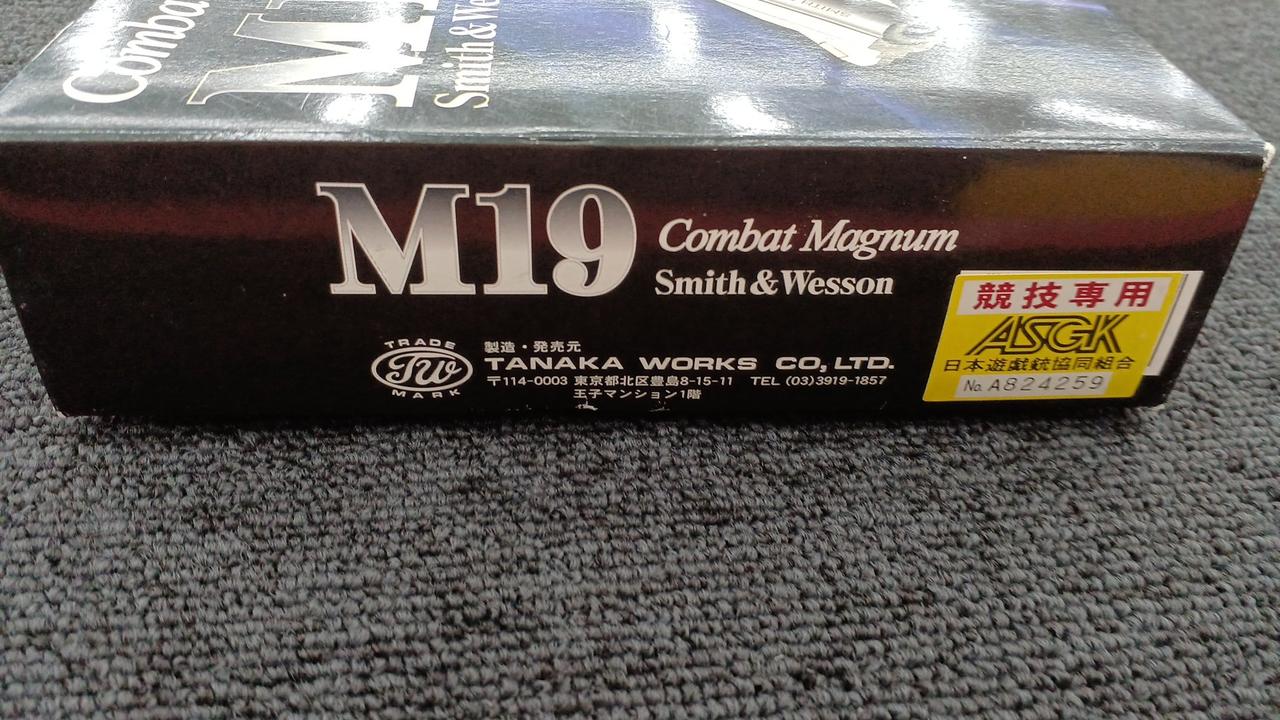 M19
Combat Magnum
Smith & Wesson
TRADE
TW
MARK
製造・発売元
TANAKA WORKS CO, LTD.
〒114-0003 東京都北区豊島8-15-11 TEL (03)3919-1857
王子マンション1階
競技専用
ASGK
日本遊戯銃協同組合
No. A824259